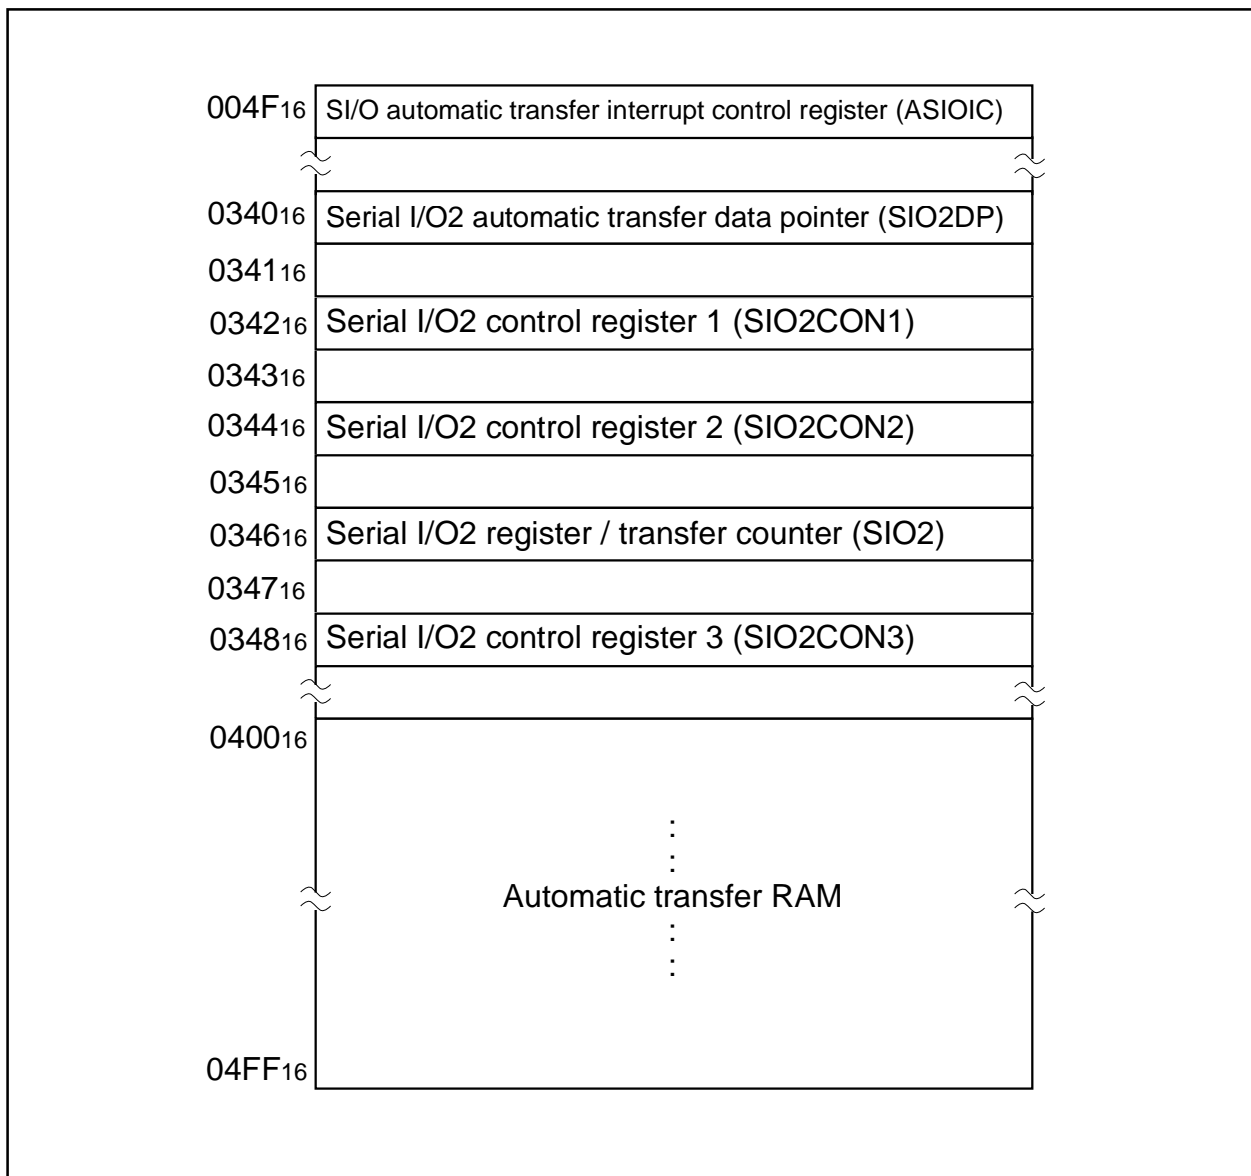 004F16 SI/O automatic transfer interrupt control register (ASIOIC)
034016 Serial I/O2 automatic transfer data pointer (SIO2DP)
034116
034216 Serial I/O2 control register 1 (SIO2CON1)
034316
034416 Serial I/O2 control register 2 (SIO2CON2)
034516
034616 Serial I/O2 register / transfer counter (SIO2)
034716
034816 Serial I/O2 control register 3 (SIO2CON3)
040016
Automatic transfer RAM
04FF16